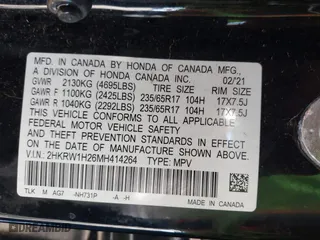 MFD. IN CANADA BY HONDA OF CANADA MFG.,
A DIVISION OF HONDA CANADA INC. 02/21
GVWR 2130KG (4695LBS) TIRE SIZE RIM SIZE
GAWR F 1100KG (2425LBS) 235/65R17 104H 17X7.5J
GAWR R 1040KG (2292LBS) 235/65R17 104H 17X7.5J
THIS VEHICLE CONFORMS TO ALL APPLICABLE
FEDERAL MOTOR VEHICLE SAFETY AND
THEFT PREVENTION STANDARDS IN EFFECT
ON THE DATE OF MANUFACTURE SHOWN ABOVE.
V.I.N.: 2HKRW1H26MH414264 TYPE: MPV
MADE IN CANADA
TLK M AG7 -NH731P -A -H
DREAMBID